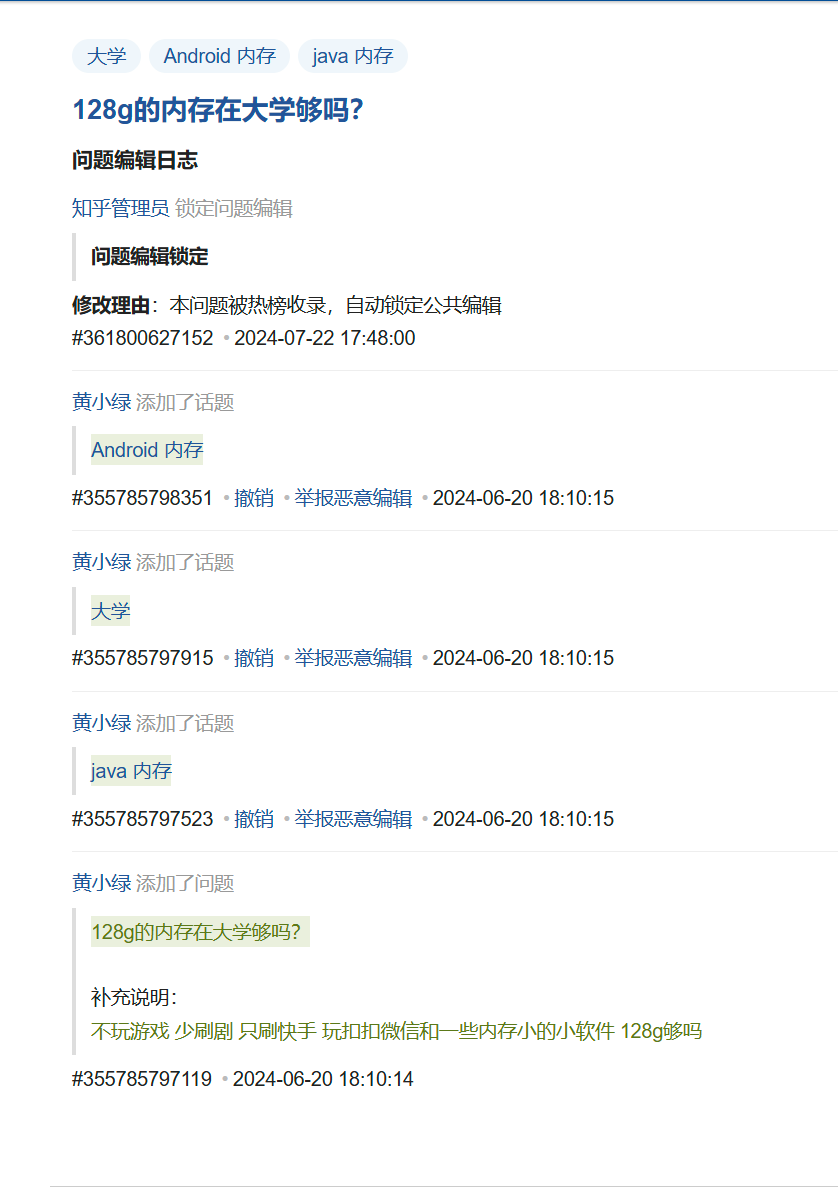 大学 Android 内存 java 内存
128g的内存在大学够吗？
问题编辑日志
知乎管理员 锁定问题编辑
问题编辑锁定
修改理由：本问题被热榜收录，自动锁定公共编辑
#361800627152 • 2024-07-22 17:48:00
黄小绿 添加了话题
Android 内存
#355785798351 • 撤销 • 举报恶意编辑 • 2024-06-20 18:10:15
黄小绿 添加了话题
大学
#355785797915 • 撤销 • 举报恶意编辑 • 2024-06-20 18:10:15
黄小绿 添加了话题
java 内存
#355785797523 • 撤销 • 举报恶意编辑 • 2024-06-20 18:10:15
黄小绿 添加了问题
128g的内存在大学够吗？
补充说明：
不玩游戏 少刷剧 只刷快手 玩扣扣微信和一些内存小的小软件 128g够吗
#355785797119 • 2024-06-20 18:10:14